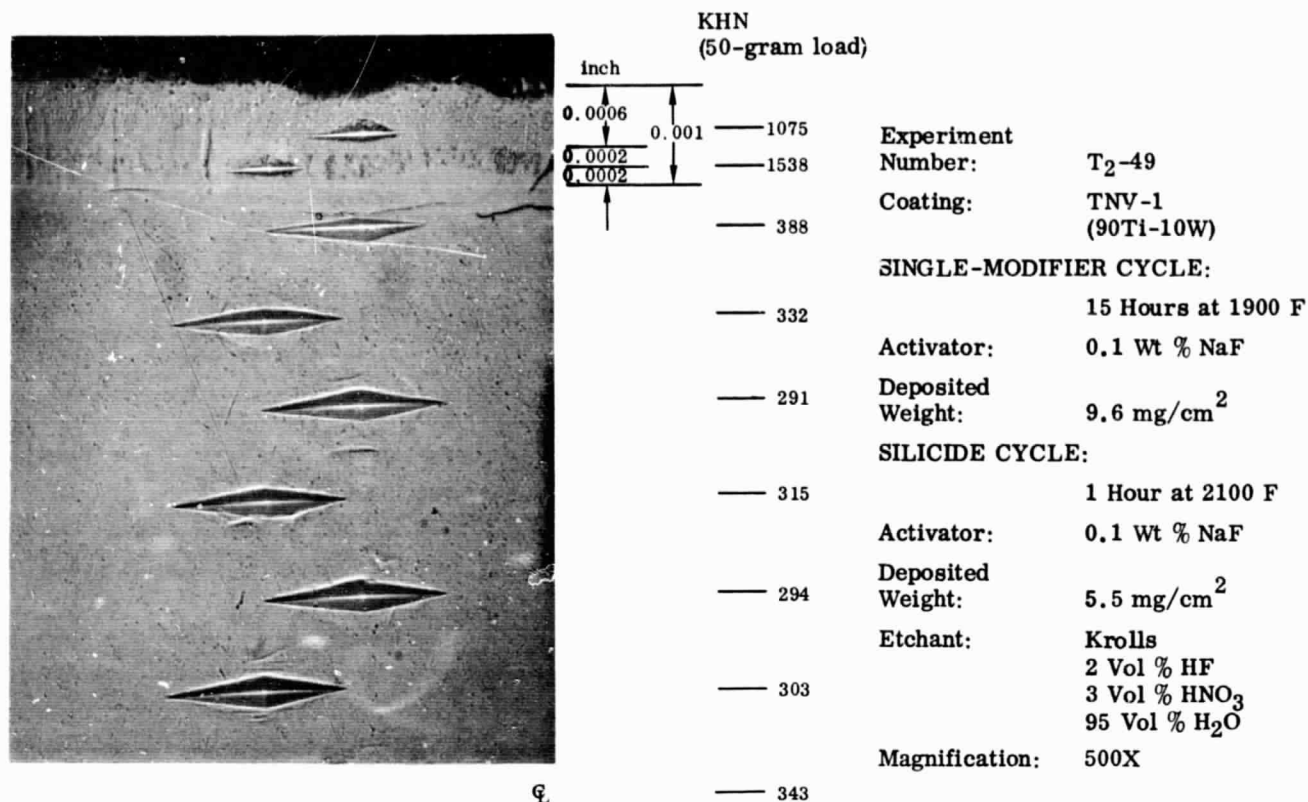 KHN
(50-gram load)
inch
0.0006
0.001
0.0002
0.0002
1075
1538
388
332
291
315
294
303
℄
343
Experiment
Number: T2-49
Coating: TNV-1
(90Ti-10W)
SINGLE-MODIFIER CYCLE:
15 Hours at 1900 F
Activator: 0.1 Wt % NaF
Deposited
Weight: 9.6 mg/cm2
SILICIDE CYCLE:
1 Hour at 2100 F
Activator: 0.1 Wt % NaF
Deposited
Weight: 5.5 mg/cm2
Etchant: Krolls
2 Vol % HF
3 Vol % HNO3
95 Vol % H2O
Magnification: 500X